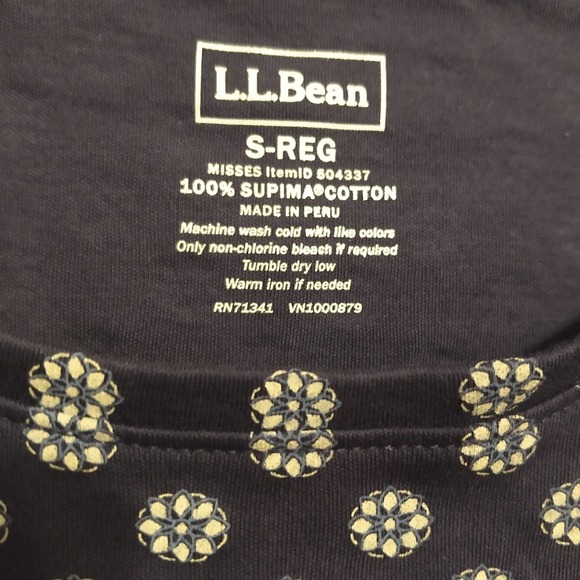 L.L.Bean
S-REG
MISSES ItemID 504337
100% SUPIMA®COTTON
MADE IN PERU
Machine wash cold with like colors
Only non-chlorine bleach if required
Tumble dry low
Warm iron if needed
RN71341 VN1000879